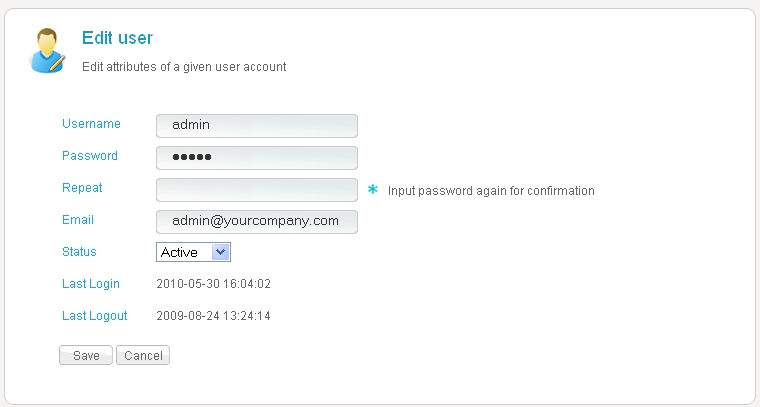 Edit user
Edit attributes of a given user account
Username admin
Password •••••
Repeat * Input password again for confirmation
Email admin@yourcompany.com
Status Active
Last Login 2010-05-30 16:04:02
Last Logout 2009-08-24 13:24:14
Save Cancel